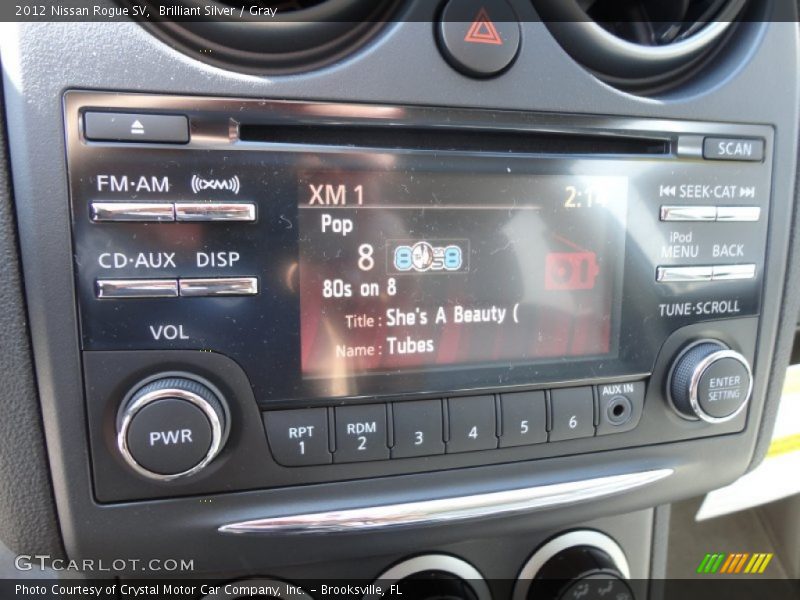 2012 Nissan Rogue SV, Brilliant Silver / Gray
SCAN
FM·AM ((XM))
SEEK·CAT
XM 1
Pop
8
80s on 8
Title : She's A Beauty (
Name : Tubes
CD·AUX DISP
iPod
MENU BACK
VOL
TUNE·SCROLL
PWR
ENTER
SETTING
RPT
1
RDM
2
3
4
5
6
AUX IN
GTCARLOT.COM
Photo Courtesy of Crystal Motor Car Company, Inc. – Brooksville, FL